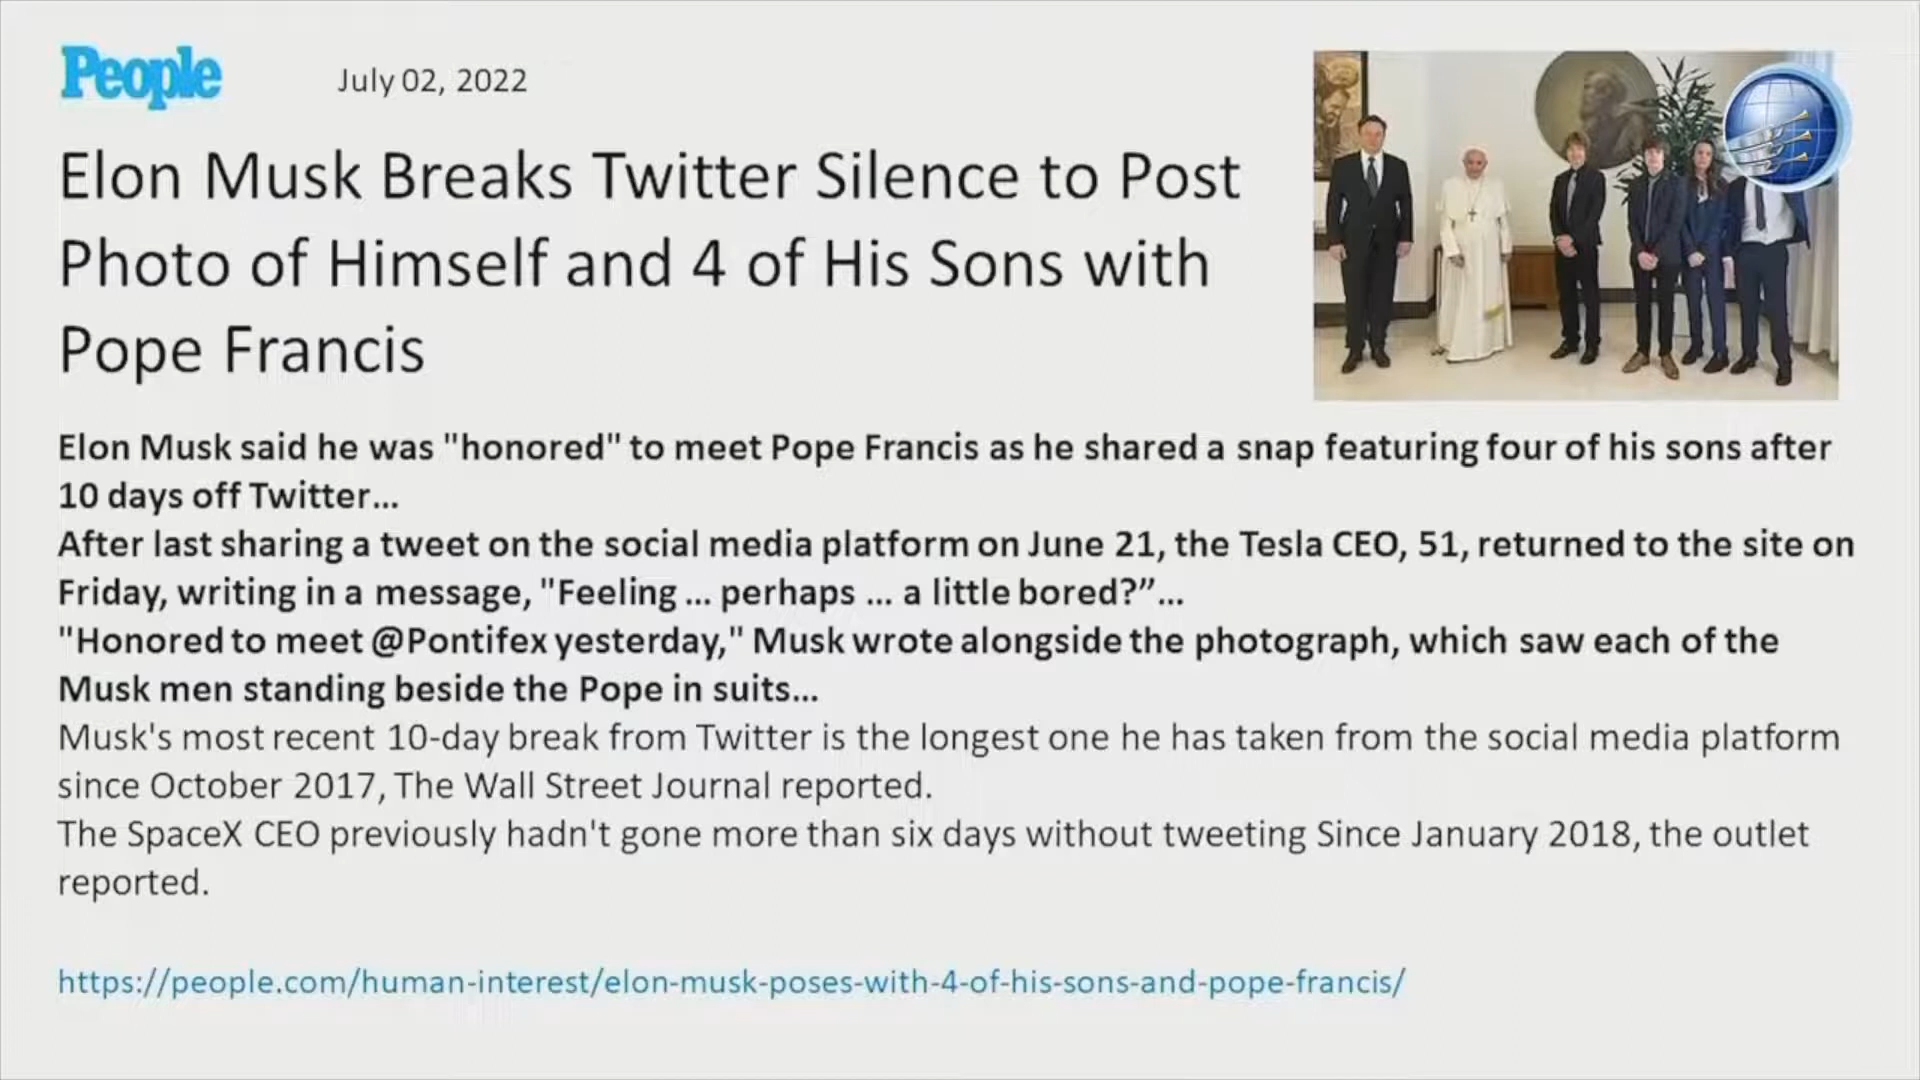 People
July 02, 2022
Elon Musk Breaks Twitter Silence to Post
Photo of Himself and 4 of His Sons with
Pope Francis
Elon Musk said he was "honored" to meet Pope Francis as he shared a snap featuring four of his sons after
10 days off Twitter...
After last sharing a tweet on the social media platform on June 21, the Tesla CEO, 51, returned to the site on
Friday, writing in a message, "Feeling ... perhaps ... a little bored?”...
"Honored to meet @Pontifex yesterday," Musk wrote alongside the photograph, which saw each of the
Musk men standing beside the Pope in suits...
Musk's most recent 10-day break from Twitter is the longest one he has taken from the social media platform
since October 2017, The Wall Street Journal reported.
The SpaceX CEO previously hadn't gone more than six days without tweeting Since January 2018, the outlet
reported.
https://people.com/human-interest/elon-musk-poses-with-4-of-his-sons-and-pope-francis/